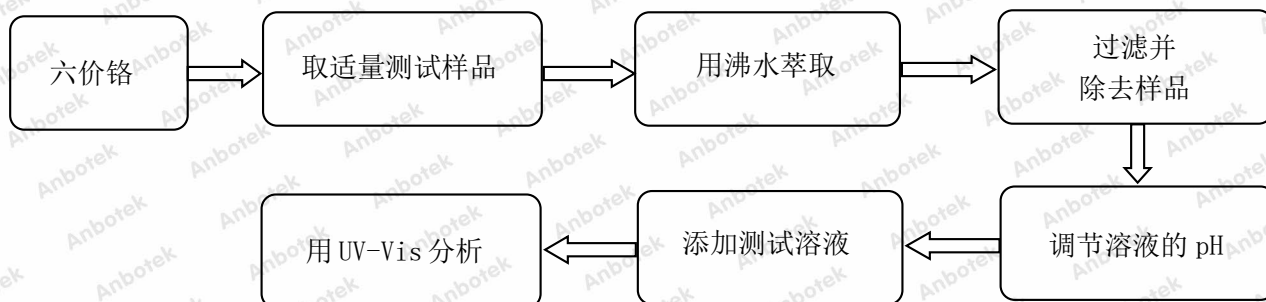 六价铬
取适量测试样品
用沸水萃取
过滤并
除去样品
调节溶液的 pH
添加测试溶液
用 UV-Vis 分析
Anbotek